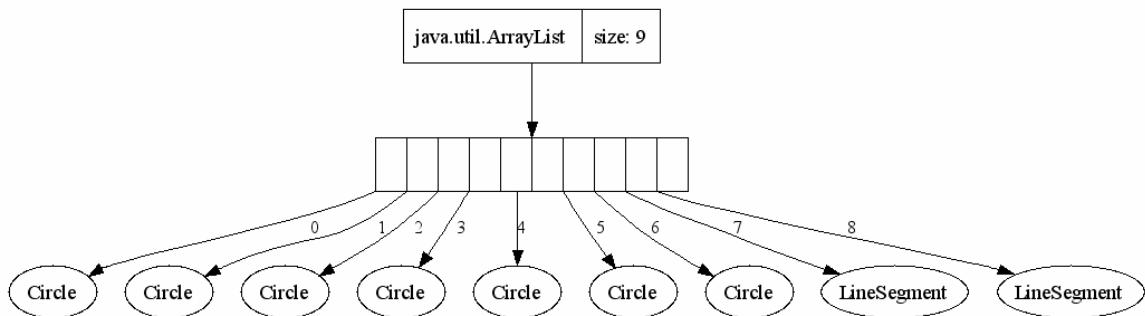 java.util.ArrayList size: 9
0 1 2 3 4 5 6 7 8
Circle Circle Circle Circle Circle Circle Circle LineSegment LineSegment